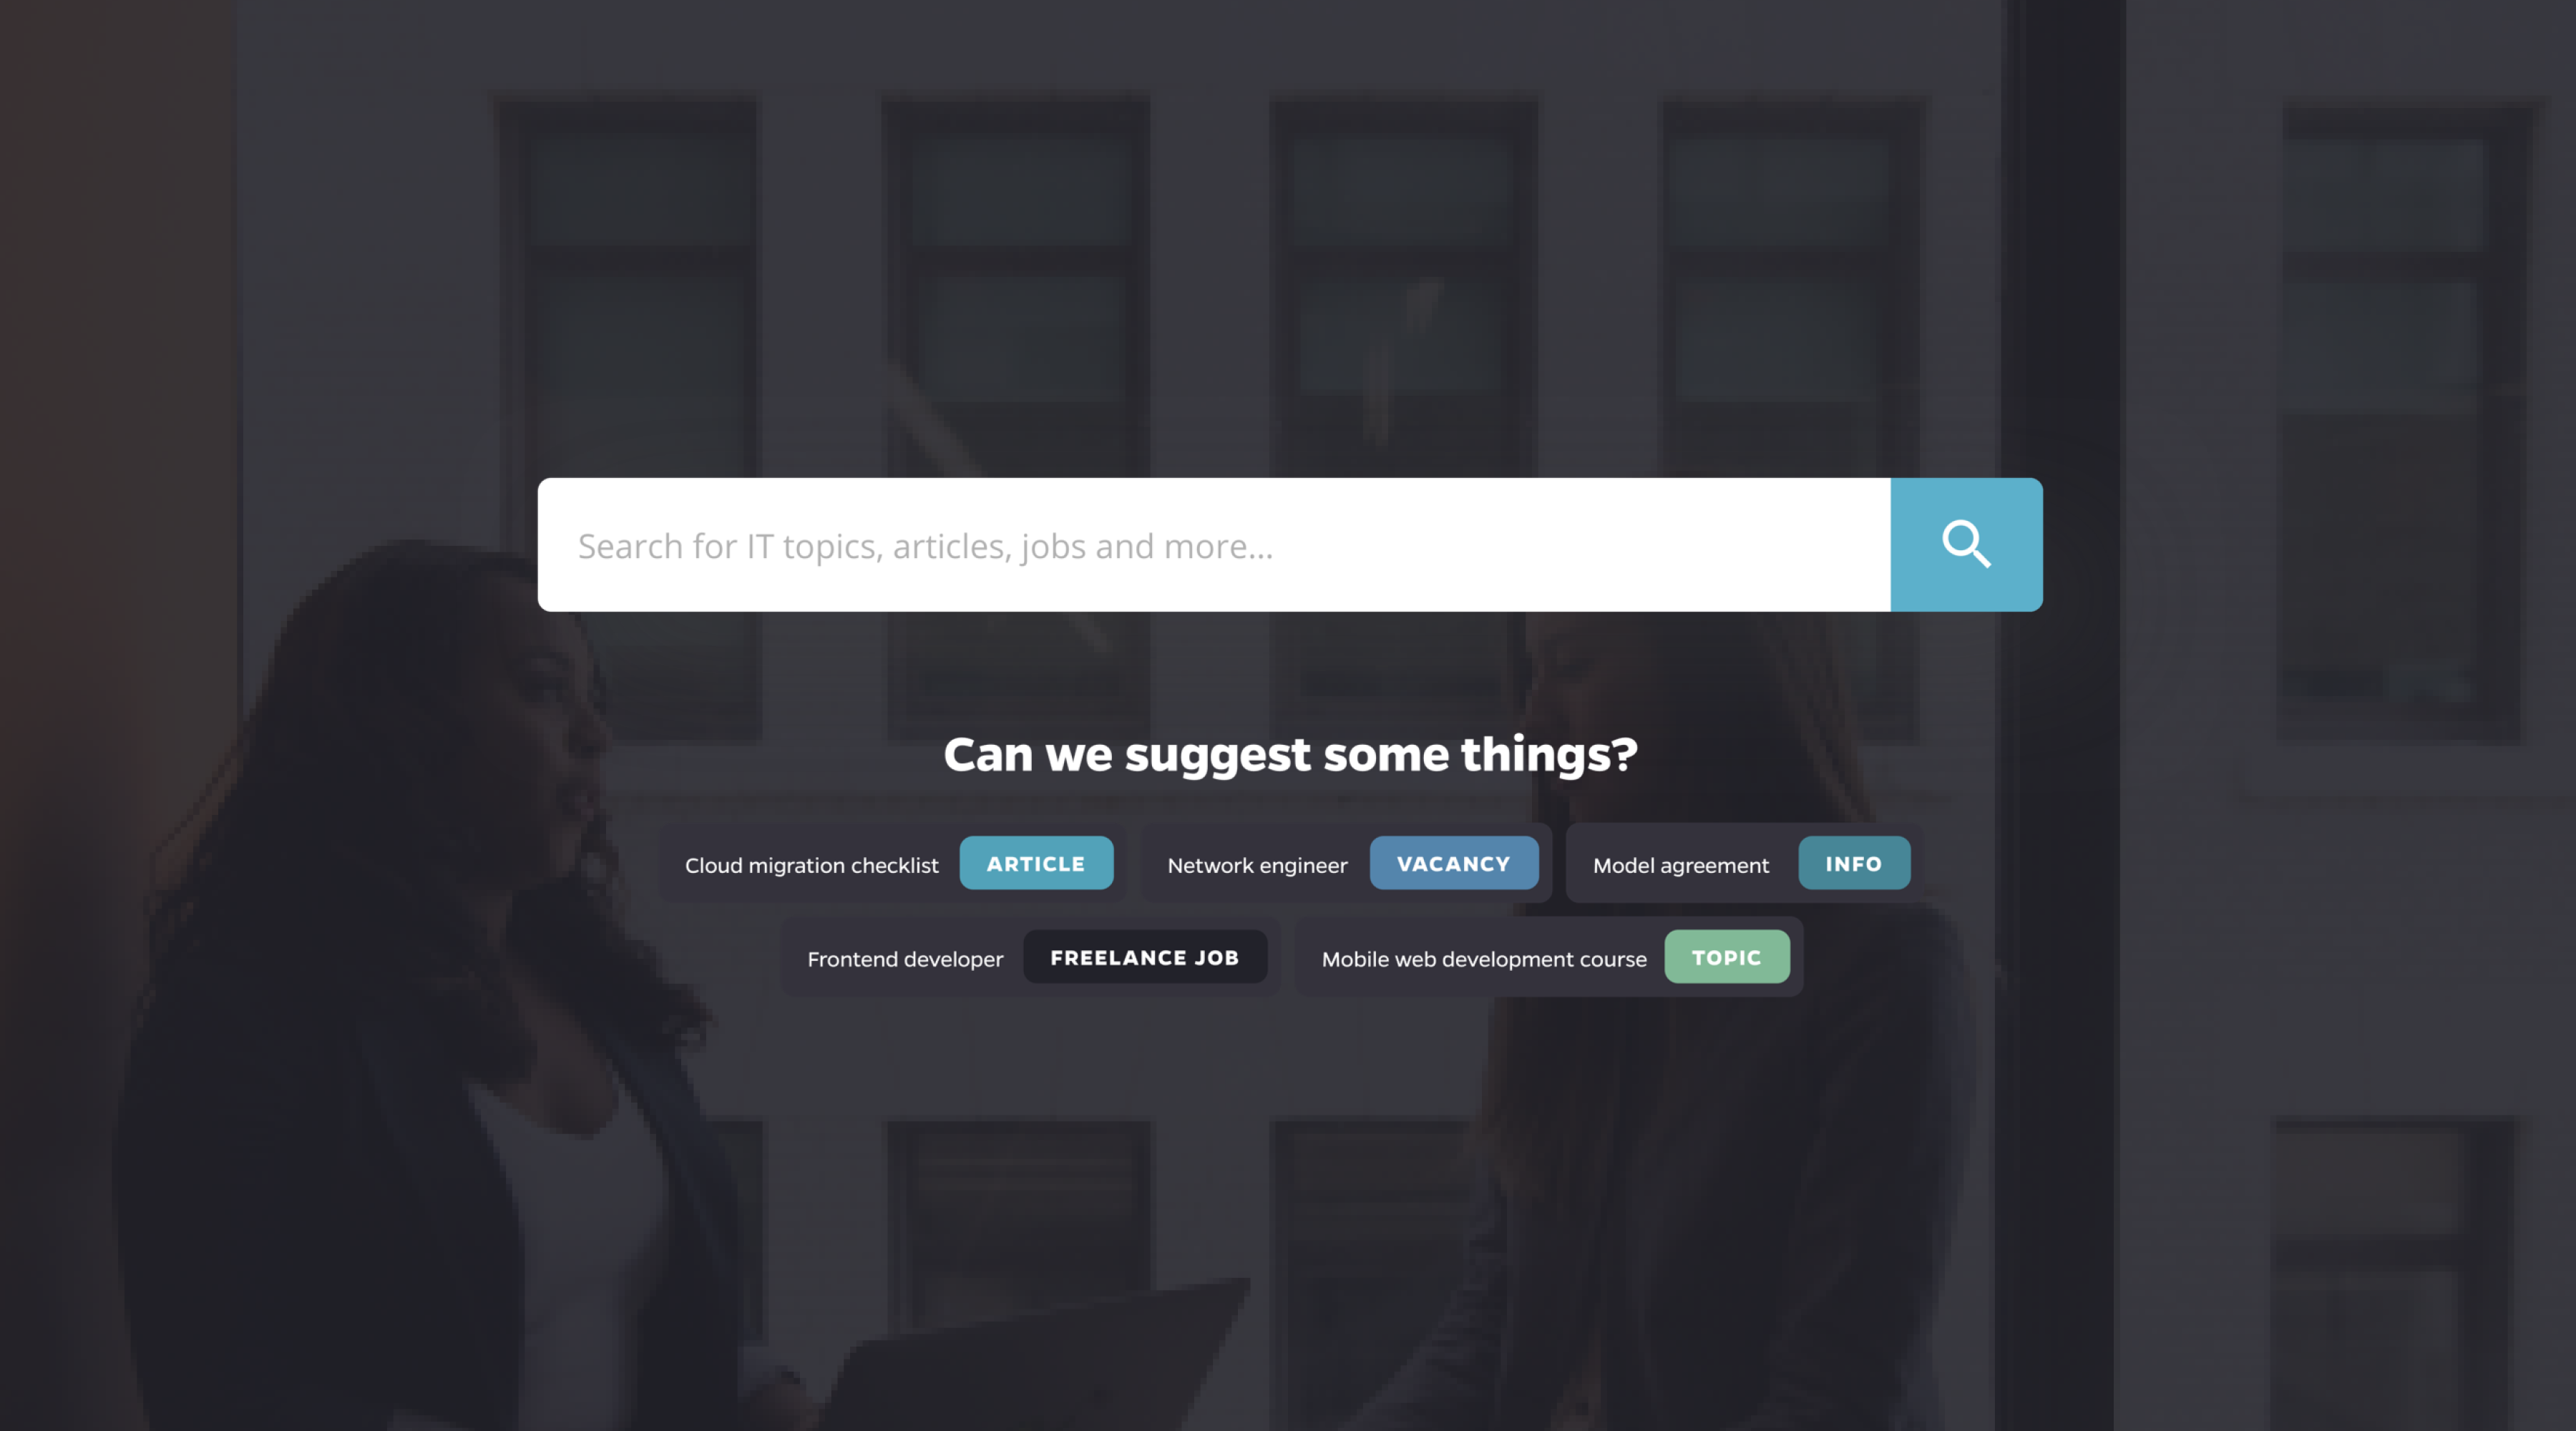 Search for IT topics, articles, jobs and more...
Can we suggest some things?
Cloud migration checklist ARTICLE Network engineer VACANCY Model agreement INFO
Frontend developer FREELANCE JOB Mobile web development course TOPIC